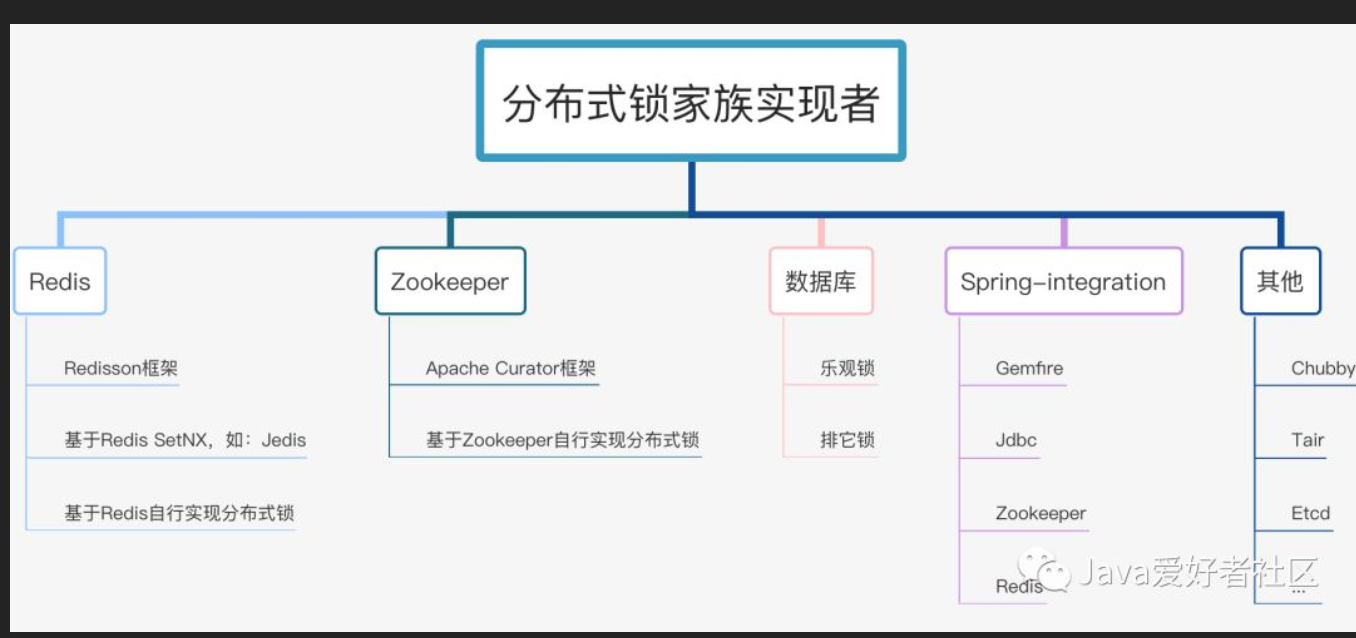 分布式锁家族实现者
Redis
Zookeeper
数据库
Spring-integration
其他
Redisson框架
基于Redis SetNX，如：Jedis
基于Redis自行实现分布式锁
Apache Curator框架
基于Zookeeper自行实现分布式锁
乐观锁
排它锁
Gemfire
Jdbc
Zookeeper
Redis
Chubby
Tair
Etcd
...
Java爱好者社区